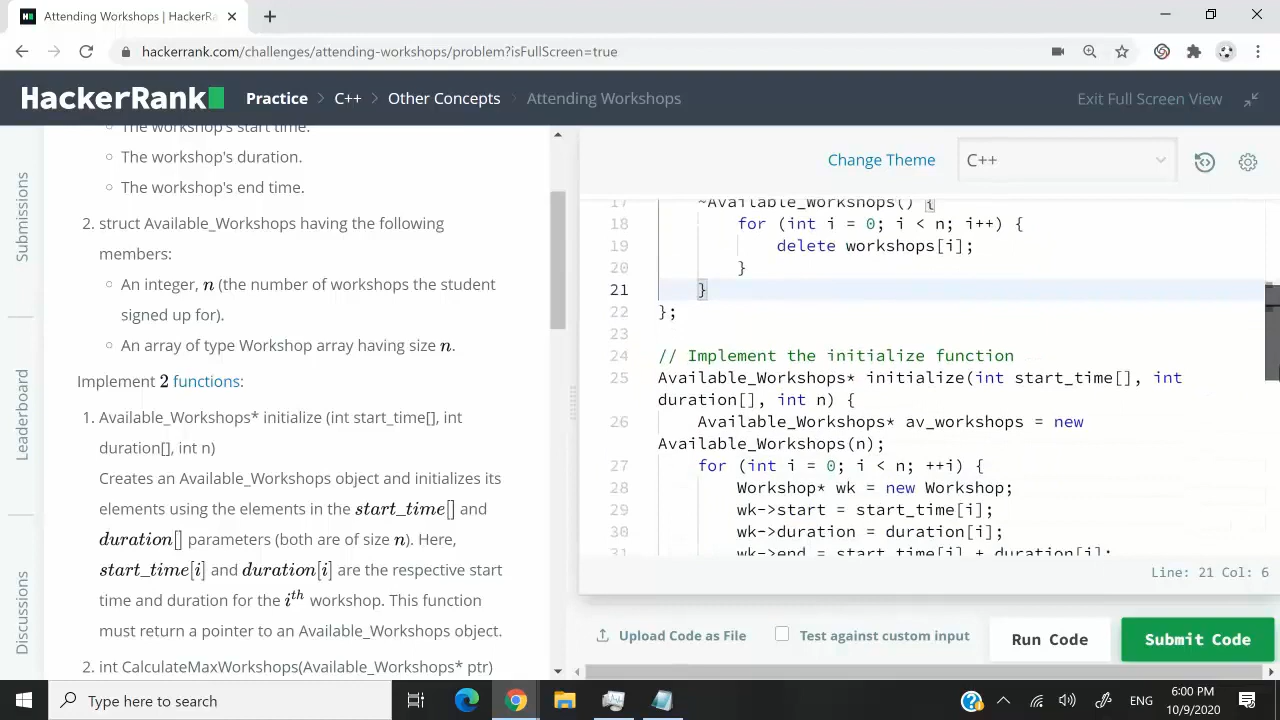 Attending Workshops | HackerRa
hackerrank.com/challenges/attending-workshops/problem?isFullScreen=true
HackerRank
Practice > C++ > Other Concepts > Attending Workshops
Exit Full Screen View
Submissions
Leaderboard
Discussions
The workshop's start time.
The workshop's duration.
The workshop's end time.
2. struct Available_Workshops having the following
members:
An integer, n (the number of workshops the student
signed up for).
An array of type Workshop array having size n.
Implement 2 functions:
1. Available_Workshops* initialize (int start_time[], int
duration[], int n)
Creates an Available_Workshops object and initializes its
elements using the elements in the start_time[] and
duration[] parameters (both are of size n). Here,
start_time[i] and duration[i] are the respective start
time and duration for the ith workshop. This function
must return a pointer to an Available_Workshops object.
2. int CalculateMaxWorkshops(Available_Workshops* ptr)
Change Theme
C++
17 ~Available_Workshops() {
18 for (int i = 0; i < n; i++) {
19 delete workshops[i];
20 }
21 }
22 };
23
24 // Implement the initialize function
25 Available_Workshops* initialize(int start_time[], int
duration[], int n) {
26 Available_Workshops* av_workshops = new
Available_Workshops(n);
27 for (int i = 0; i < n; ++i) {
28 Workshop* wk = new Workshop;
29 wk->start = start_time[i];
30 wk->duration = duration[i];
31 wk->end = start_time[i] + duration[i];
Line: 21 Col: 6
Upload Code as File
Test against custom input
Run Code
Submit Code
Type here to search
ENG
6:00 PM
10/9/2020